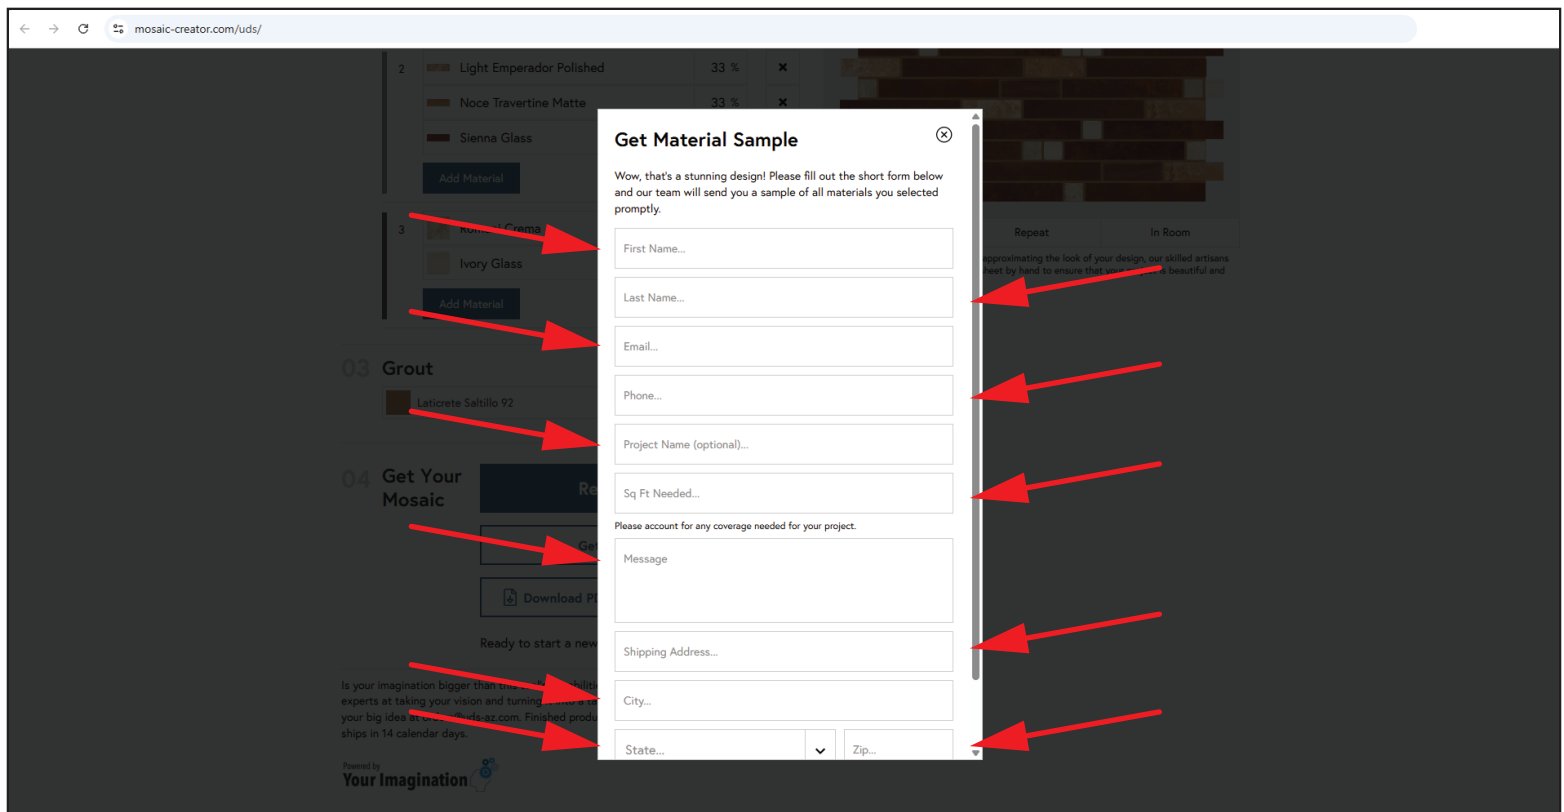 mosaic-creator.com/uds/
2 Light Emperador Polished 33 %
Noce Travertine Matte 33 %
Sienna Glass
Add Material
3 Crema
Ivory Glass
Add Material
03 Grout
Laticrete Saltillo 92
04 Get Your
Mosaic
Re
Ge
Download P
Ready to start a new
Is your imagination bigger than this
experts at taking your vision and turning
your big idea at Finished produ
ships in 14 calendar days.
Powered by
Your Imagination
Get Material Sample
Wow, that's a stunning design! Please fill out the short form below
and our team will send you a sample of all materials you selected
promptly.
First Name...
Last Name...
Email...
Phone...
Project Name (optional)...
Sq Ft Needed...
Please account for any coverage needed for your project.
Message
Shipping Address...
City...
State...
Zip...
Repeat
In Room
approximating the look of your design, our skilled artisans
sheet by hand to ensure that your is beautiful and